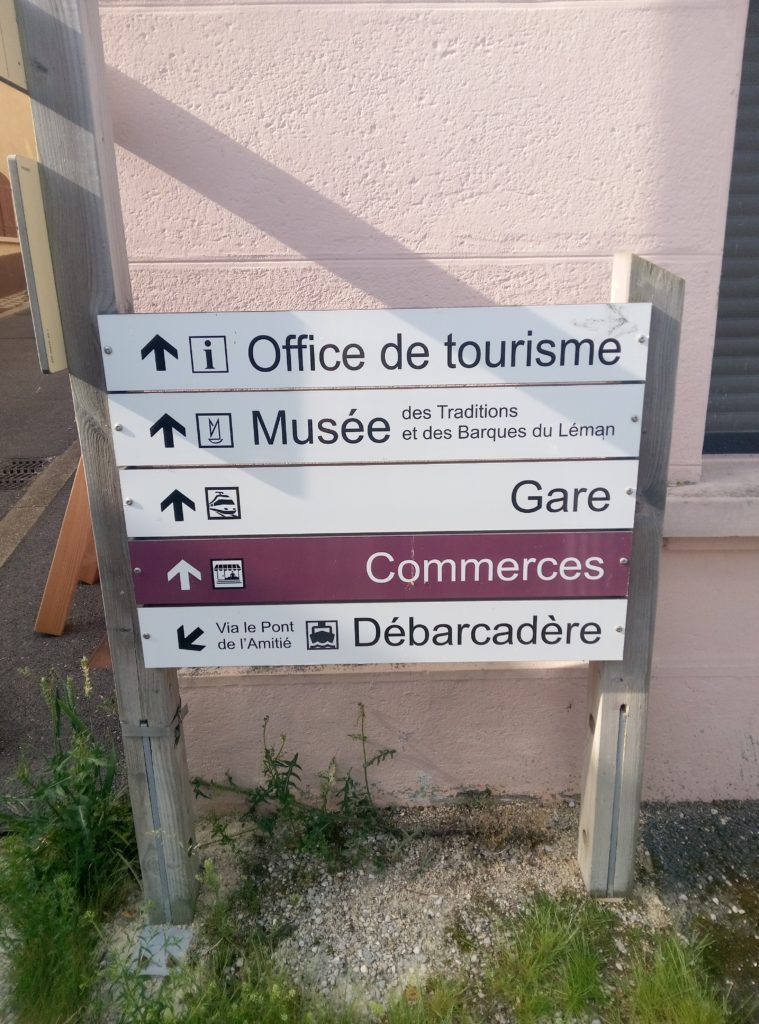 Office de tourisme
Musée des Traditions
et des Barques du Léman
Gare
Commerces
Via le Pont
de l'Amitié
Débarcadère